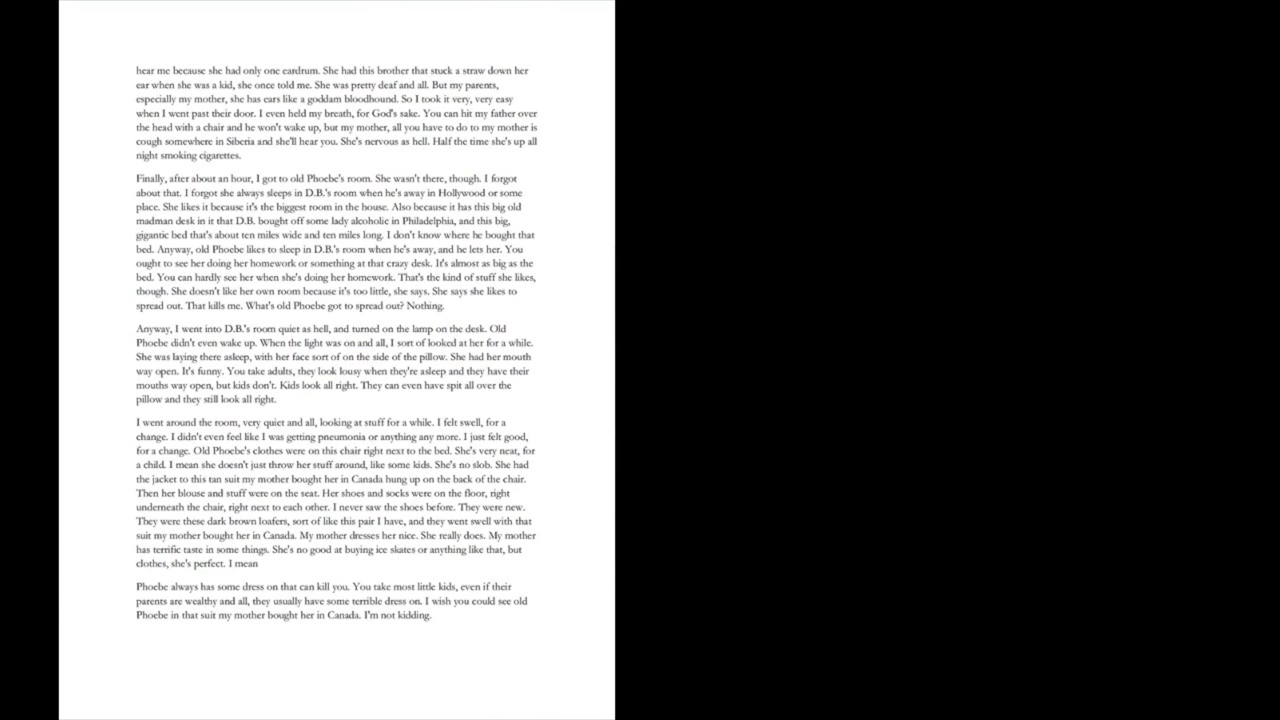 hear me because she had only one eardrum. She had this brother that stuck a straw down her
ear when she was a kid, she once told me. She was pretty deaf and all. But my parents,
especially my mother, she has ears like a goddam bloodhound. So I took it very, very easy
when I went past their door. I even held my breath, for God's sake. You can hit my father over
the head with a chair and he won't wake up, but my mother, all you have to do to my mother is
cough somewhere in Siberia and she'll hear you. She's nervous as hell. Half the time she's up all
night smoking cigarettes.
Finally, after about an hour, I got to old Phoebe's room. She wasn't there, though. I forgot
about that. I forgot she always sleeps in D.B.'s room when he's away in Hollywood or some
place. She likes it because it's the biggest room in the house. Also because it has this big old
madman desk in it that D.B. bought off some lady alcoholic in Philadelphia, and this big,
gigantic bed that's about ten miles wide and ten miles long. I don't know where he bought that
bed. Anyway, old Phoebe likes to sleep in D.B.'s room when he's away, and he lets her. You
ought to see her doing her homework or something at that crazy desk. It's almost as big as the
bed. You can hardly see her when she's doing her homework. That's the kind of stuff she likes,
though. She doesn't like her own room because it's too little, she says. She says she likes to
spread out. That kills me. What's old Phoebe got to spread out? Nothing.
Anyway, I went into D.B.'s room quiet as hell, and turned on the lamp on the desk. Old
Phoebe didn't even wake up. When the light was on and all, I sort of looked at her for a while.
She was laying there asleep, with her face sort of on the side of the pillow. She had her mouth
way open. It's funny. You take adults, they look lousy when they're asleep and they have their
mouths way open, but kids don't. Kids look all right. They can even have spit all over the
pillow and they still look all right.
I went around the room, very quiet and all, looking at stuff for a while. I felt swell, for a
change. I didn't even feel like I was getting pneumonia or anything any more. I just felt good,
for a change. Old Phoebe's clothes were on this chair right next to the bed. She's very neat, for
a child. I mean she doesn't just throw her stuff around, like some kids. She's no slob. She had
the jacket to this tan suit my mother bought her in Canada hung up on the back of the chair.
Then her blouse and stuff were on the seat. Her shoes and socks were on the floor, right
underneath the chair, right next to each other. I never saw the shoes before. They were new.
They were these dark brown loafers, sort of like this pair I have, and they went swell with that
suit my mother bought her in Canada. My mother dresses her nice. She really does. My mother
has terrific taste in some things. She's no good at buying ice skates or anything like that, but
clothes, she's perfect. I mean
Phoebe always has some dress on that can kill you. You take most little kids, even if their
parents are wealthy and all, they usually have some terrible dress on. I wish you could see old
Phoebe in that suit my mother bought her in Canada. I'm not kidding.